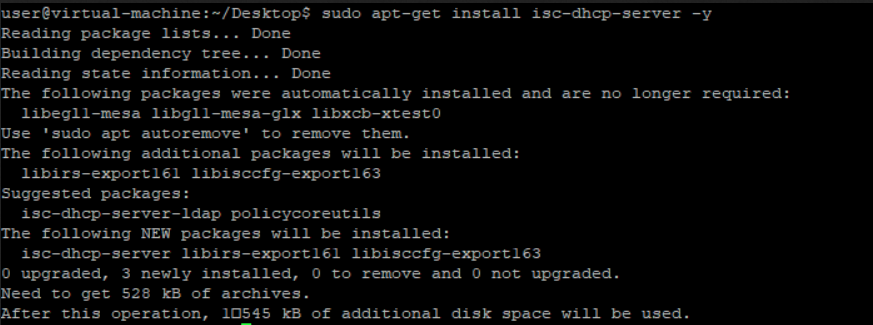 user@virtual-machine:~/Desktop$ sudo apt-get install isc-dhcp-server -y
Reading package lists... Done
Building dependency tree... Done
Reading state information... Done
The following packages were automatically installed and are no longer required:
  libegl1-mesa libgl1-mesa-glx libxcb-xtest0
Use 'sudo apt autoremove' to remove them.
The following additional packages will be installed:
  libirs-export161 libisccfg-export163
Suggested packages:
  isc-dhcp-server-ldap policycoreutils
The following NEW packages will be installed:
  isc-dhcp-server libirs-export161 libisccfg-export163
0 upgraded, 3 newly installed, 0 to remove and 0 not upgraded.
Need to get 528 kB of archives.
After this operation, 1□545 kB of additional disk space will be used.